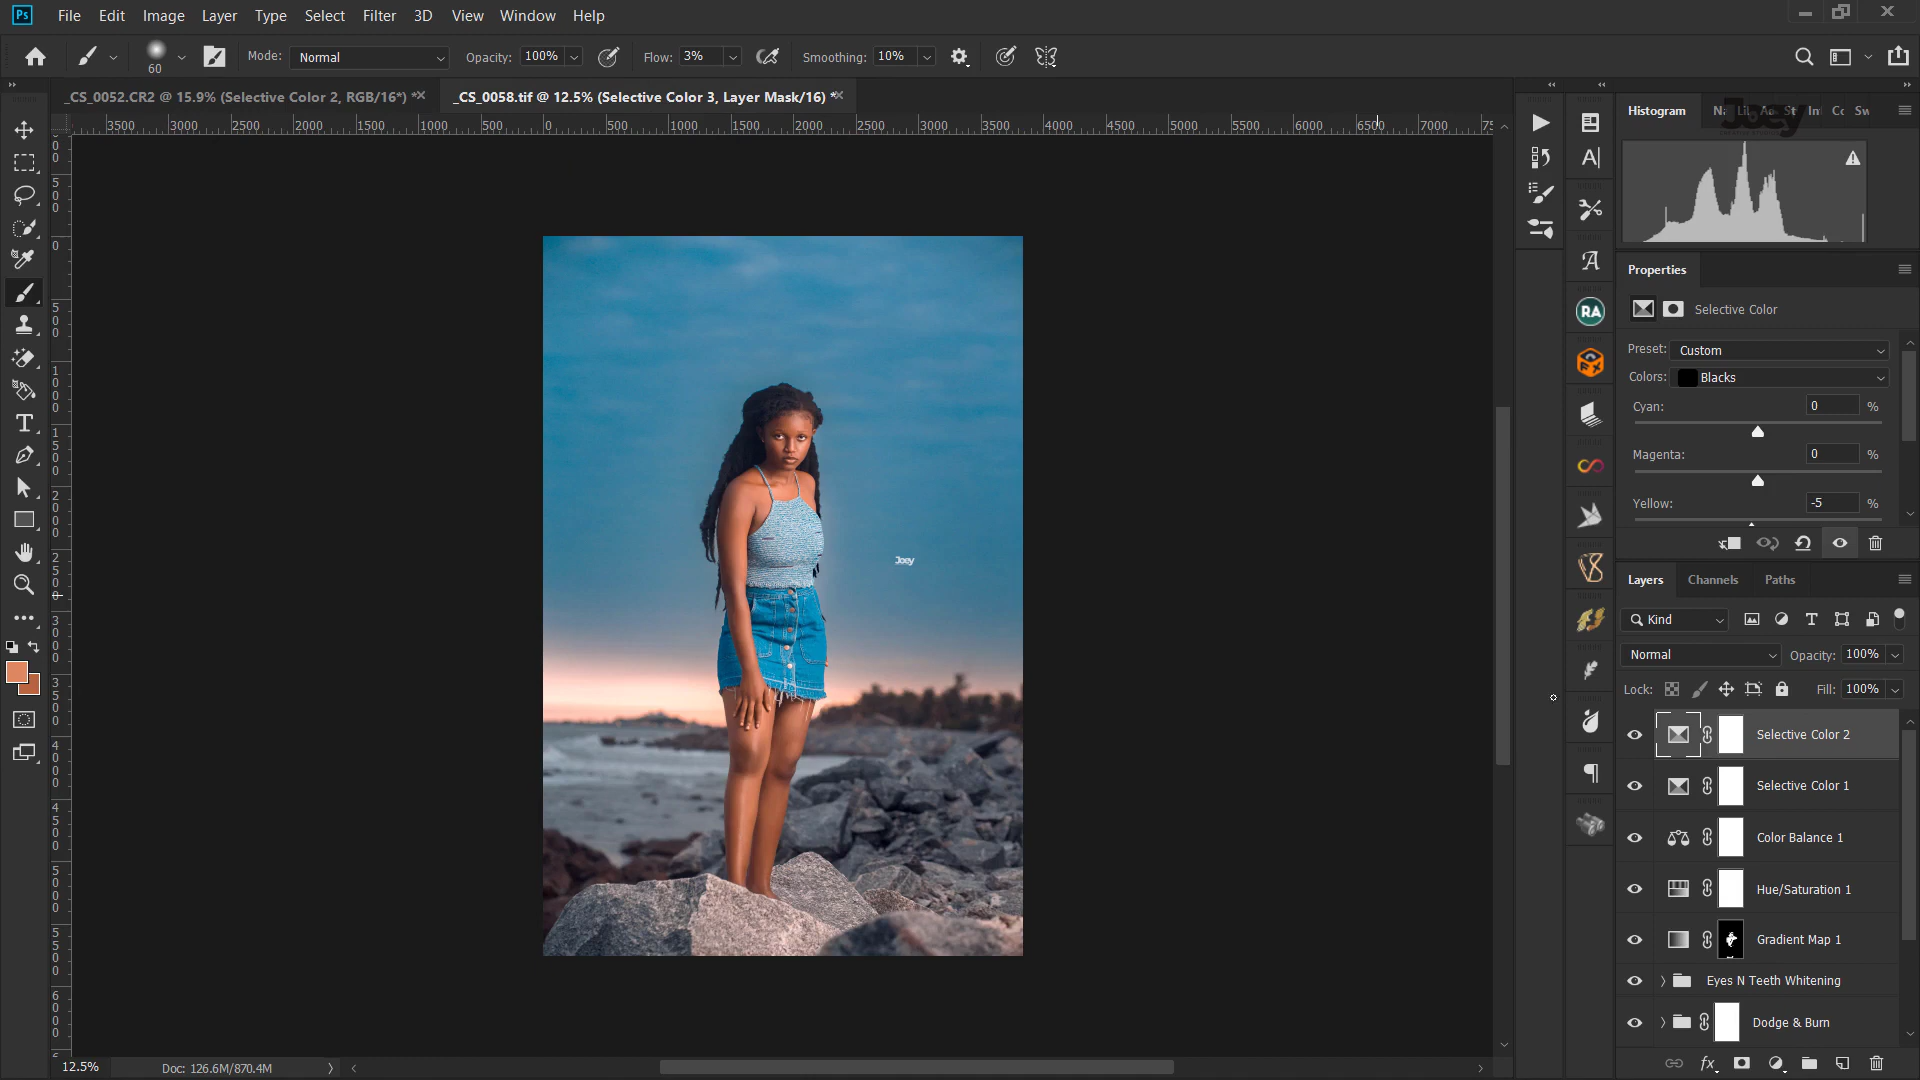 Ps File Edit Image Layer Type Select Filter 3D View Window Help
60 Mode: Normal Opacity: 100% Flow: 3% Smoothing: 10%
_CS_0052.CR2 @ 15.9% (Selective Color 2, RGB/16*) * _CS_0058.tif @ 12.5% (Selective Color 3, Layer Mask/16) *
3500 3000 2500 2000 1500 1000 500 0 500 1000 1500 2000 2500 3000 3500 4000 4500 5000 5500 6000 6500 7000
Histogram
Joey
Properties
Selective Color
Preset: Custom
Colors: Blacks
Cyan: 0 %
Magenta: 0 %
Yellow: -5 %
Joey
RA
Layers Channels Paths
Kind
Normal Opacity: 100%
Lock: Fill: 100%
Selective Color 2
Selective Color 1
Color Balance 1
Hue/Saturation 1
Gradient Map 1
Eyes N Teeth Whitening
Dodge & Burn
12.5% Doc: 126.6M/870.4M